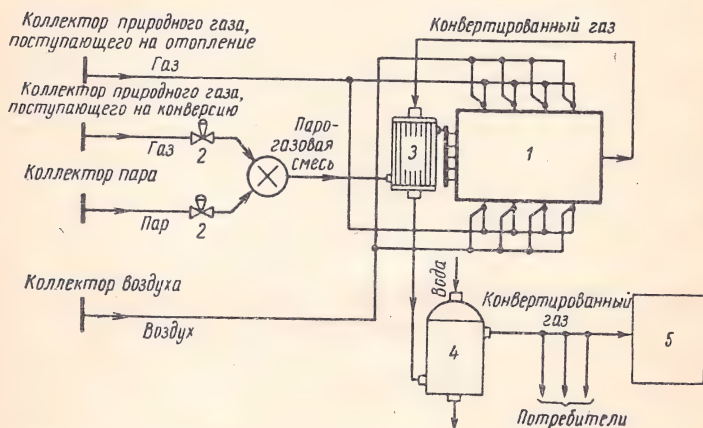 Коллектор природного газа,
поступающего на отопление
Газ
Коллектор природного газа,
поступающего на конверсию
Газ
2
Коллектор пара
Пар
2
Паро-
газовая
смесь
Коллектор воздуха
Воздух
Конвертированный газ
3
1
Вода
4
Конвертированный
газ
5
Потребители